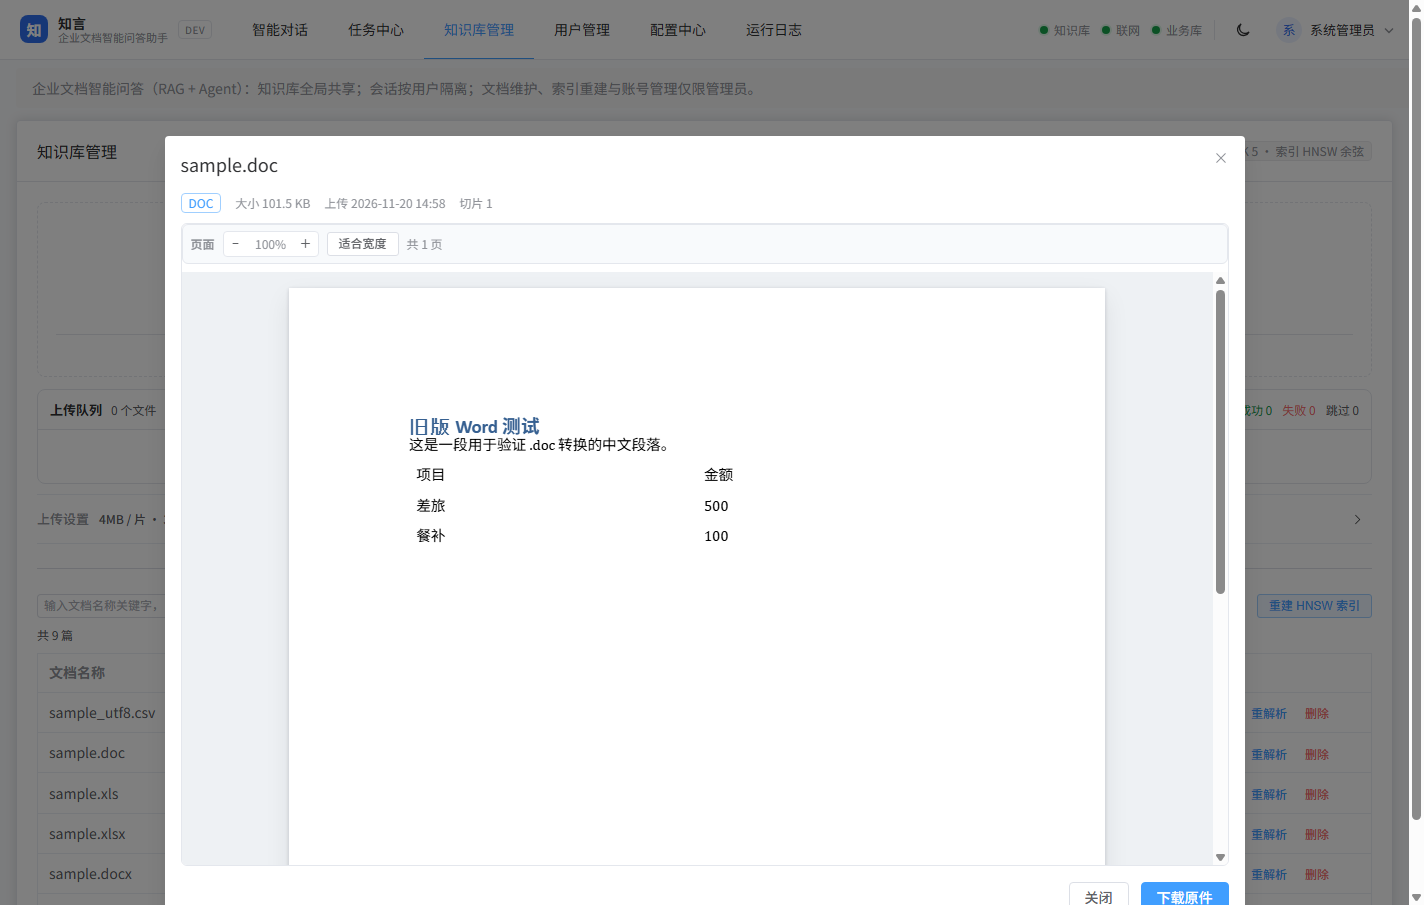 知
知言
企业文档智能问答助手
DEV
智能对话
任务中心
知识库管理
用户管理
配置中心
运行日志
知识库
联网
业务库
系
系统管理员
企业文档智能问答（RAG + Agent）：知识库全局共享；会话按用户隔离；文档维护、索引重建与账号管理仅限管理员。
知识库管理
5 · 索引 HNSW 余弦
sample.doc
DOC
大小 101.5 KB
上传 2026-11-20 14:58
切片 1
页面
- 100% +
适合宽度
共 1 页
旧版 Word 测试
这是一段用于验证 .doc 转换的中文段落。
项目 金额
差旅 500
餐补 100
上传队列 0 个文件
成功 0 失败 0 跳过 0
上传设置 4MB / 片 ·
输入文档名称关键字，
重建 HNSW 索引
共 9 篇
文档名称
sample_utf8.csv
重解析 删除
sample.doc
重解析 删除
sample.xls
重解析 删除
sample.xlsx
重解析 删除
sample.docx
重解析 删除
关闭
下载原件